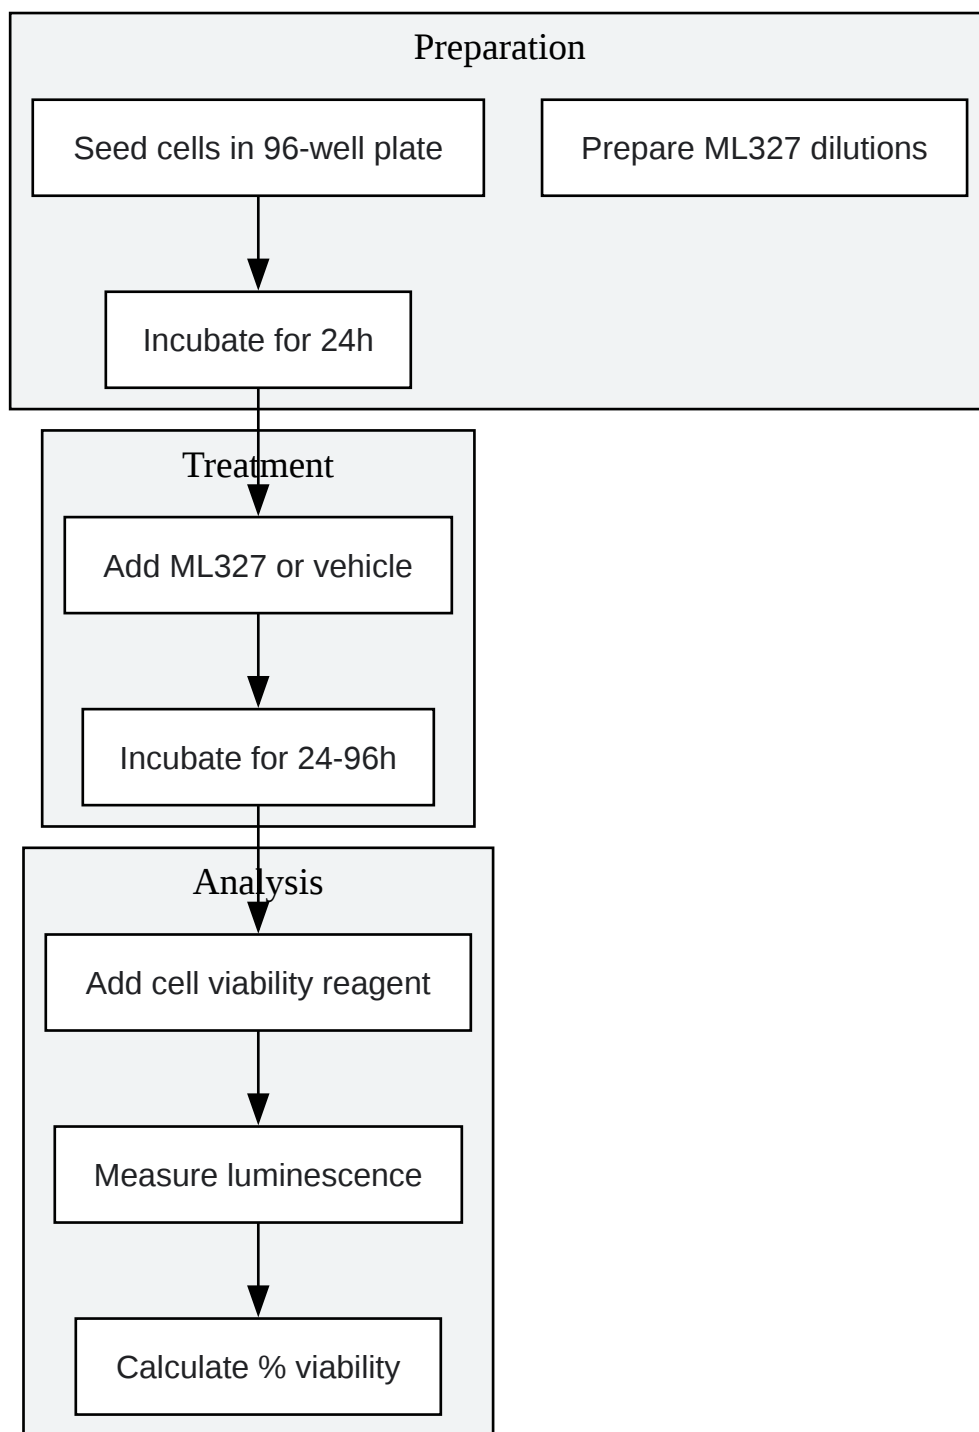 Preparation
Seed cells in 96-well plate
Prepare ML327 dilutions
Incubate for 24h
Treatment
Add ML327 or vehicle
Incubate for 24-96h
Analysis
Add cell viability reagent
Measure luminescence
Calculate % viability